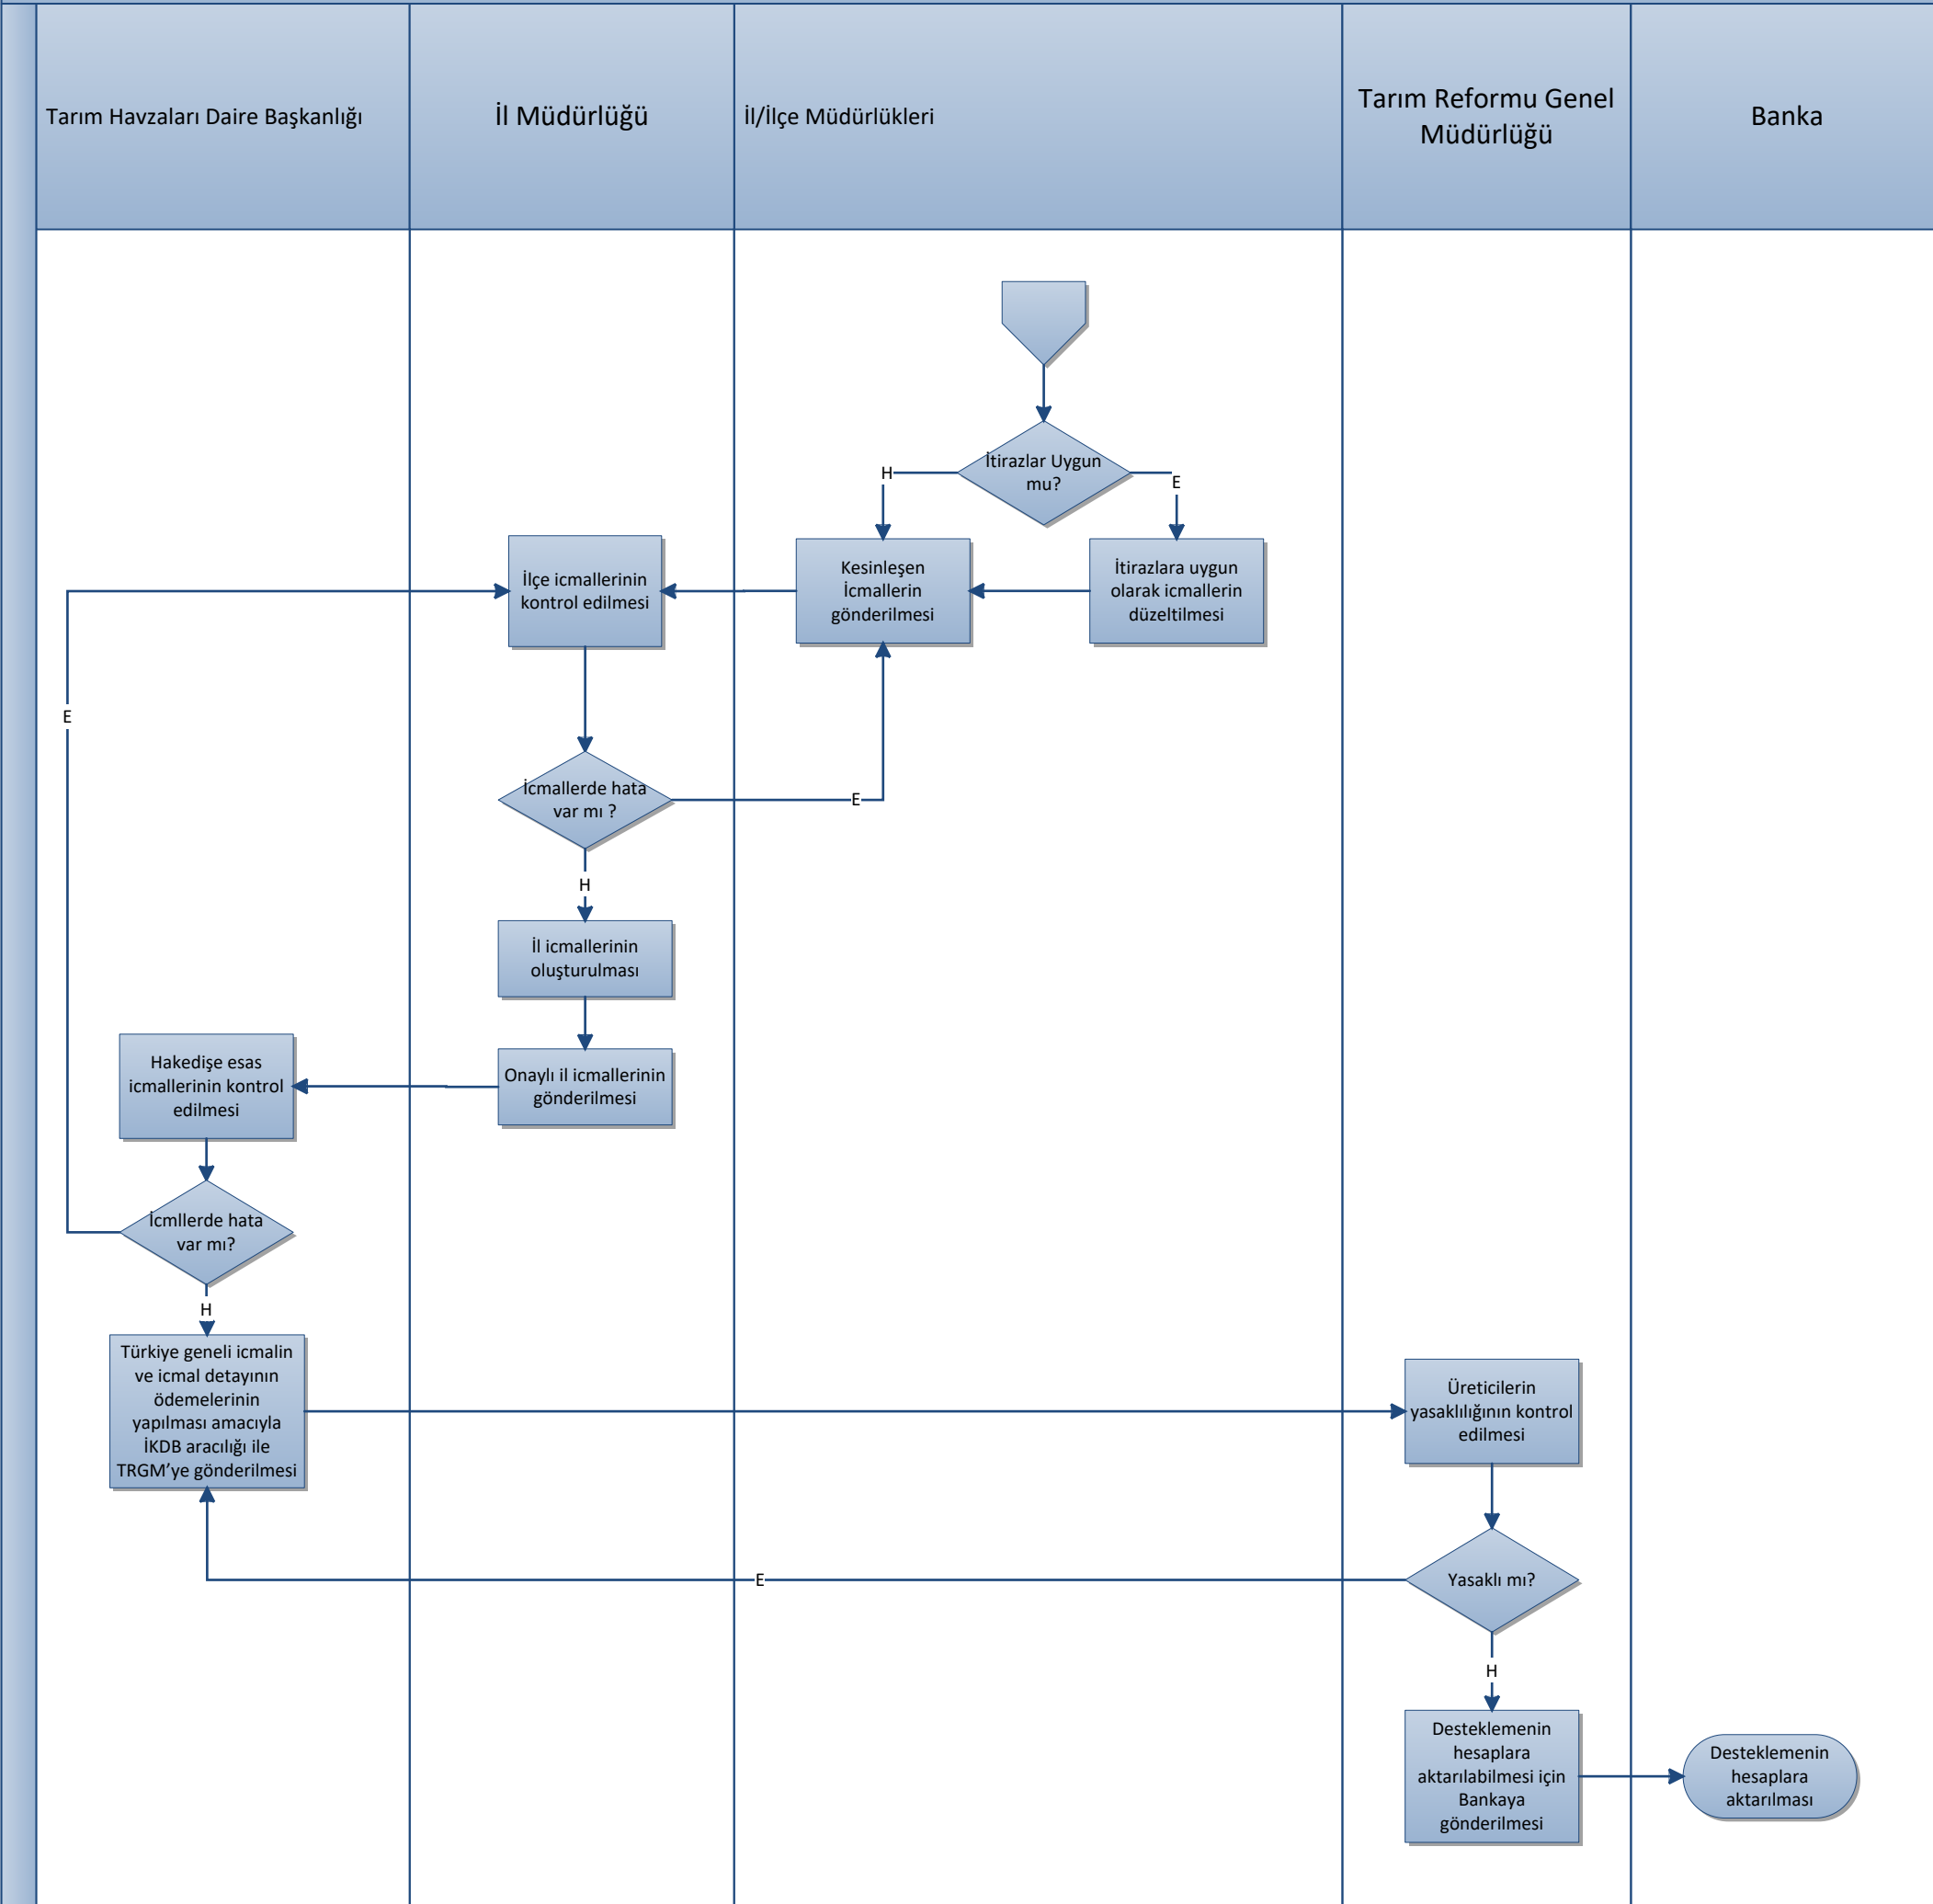 Tarım Havzaları Daire Başkanlığı
İl Müdürlüğü
İl/İlçe Müdürlükleri
Tarım Reformu Genel
Müdürlüğü
Banka
İtirazlar Uygun
mu?
H
E
İlçe icmallerinin
kontrol edilmesi
Kesinleşen
İcmallerin
gönderilmesi
İtirazlara uygun
olarak icmallerin
düzeltilmesi
E
İcmallerde hata
var mı ?
E
H
İl icmallerinin
oluşturulması
Hakedişe esas
icmallerinin kontrol
edilmesi
Onaylı il icmallerinin
gönderilmesi
İcmllerde hata
var mı?
H
Türkiye geneli icmalin
ve icmal detayının
ödemelerinin
yapılması amacıyla
İKDB aracılığı ile
TRGM’ye gönderilmesi
Üreticilerin
yasaklılığının kontrol
edilmesi
E
Yasaklı mı?
H
Desteklemenin
hesaplara
aktarılabilmesi için
Bankaya
gönderilmesi
Desteklemenin
hesaplara
aktarılması